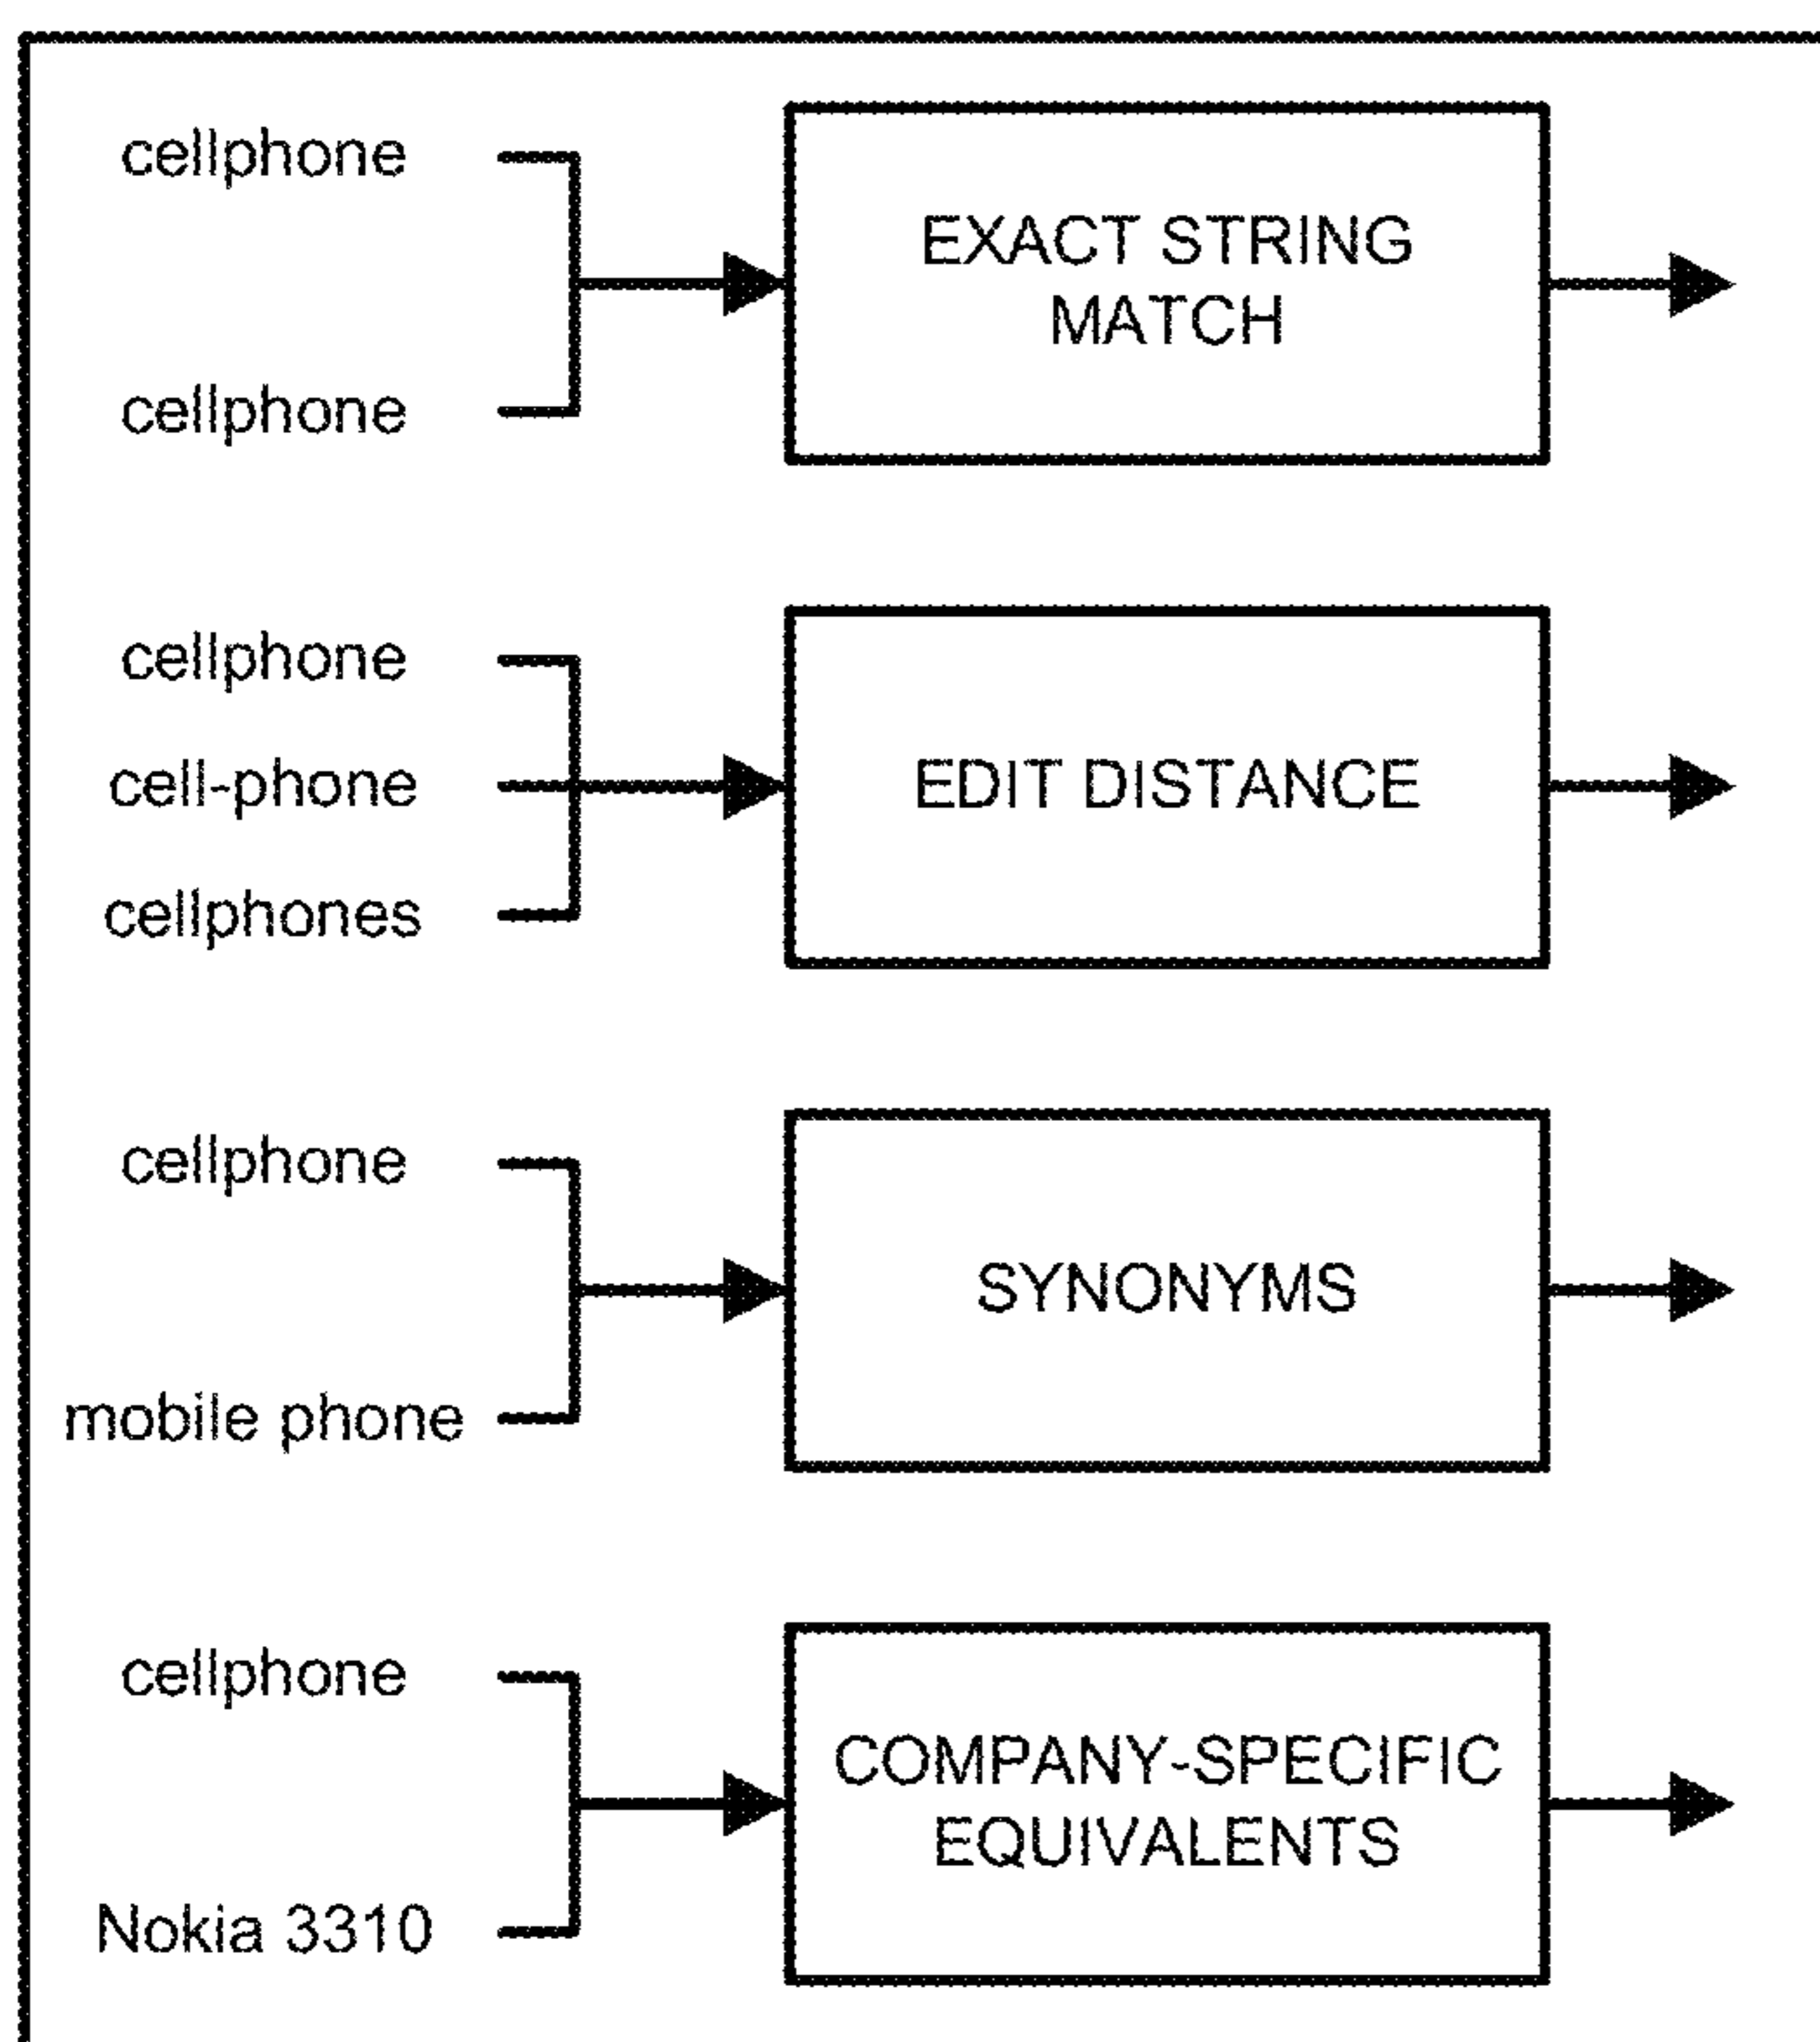 cellphone
EXACT STRING
MATCH
cellphone
cellphone
cell-phone
EDIT DISTANCE
cellphones
cellphone
SYNONYMS
mobile phone
cellphone
COMPANY-SPECIFIC
EQUIVALENTS
Nokia 3310